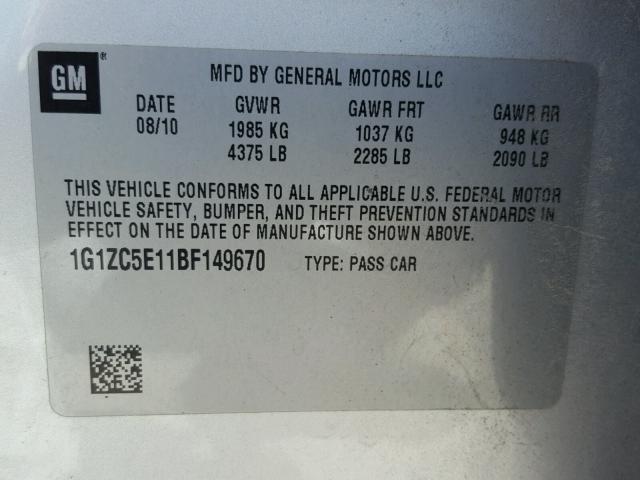 GM®
MFD BY GENERAL MOTORS LLC
DATE GVWR GAWR FRT GAWR RR
08/10 1985 KG 1037 KG 948 KG
4375 LB 2285 LB 2090 LB
THIS VEHICLE CONFORMS TO ALL APPLICABLE U.S. FEDERAL MOTOR
VEHICLE SAFETY, BUMPER, AND THEFT PREVENTION STANDARDS IN
EFFECT ON THE DATE OF MANUFACTURE SHOWN ABOVE.
1G1ZC5E11BF149670 TYPE: PASS CAR